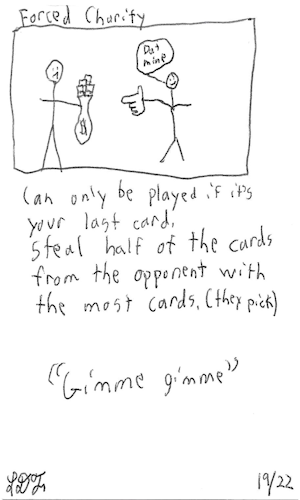 Forced Charity
Dat
mine
$
Can only be played if it's
your last card.
Steal half of the cards
from the opponent with
the most cards. (they pick)
"Gimme gimme"
19/22